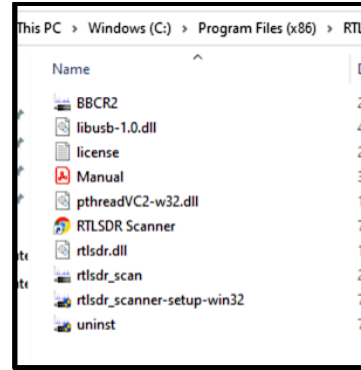 This PC > Windows (C:) > Program Files (x86) > RTL
Name
BBCR2
libusb-1.0.dll
license
Manual
pthreadVC2-w32.dll
RTLSDR Scanner
rtlsdr.dll
rtlsdr_scan
rtlsdr_scanner-setup-win32
uninst